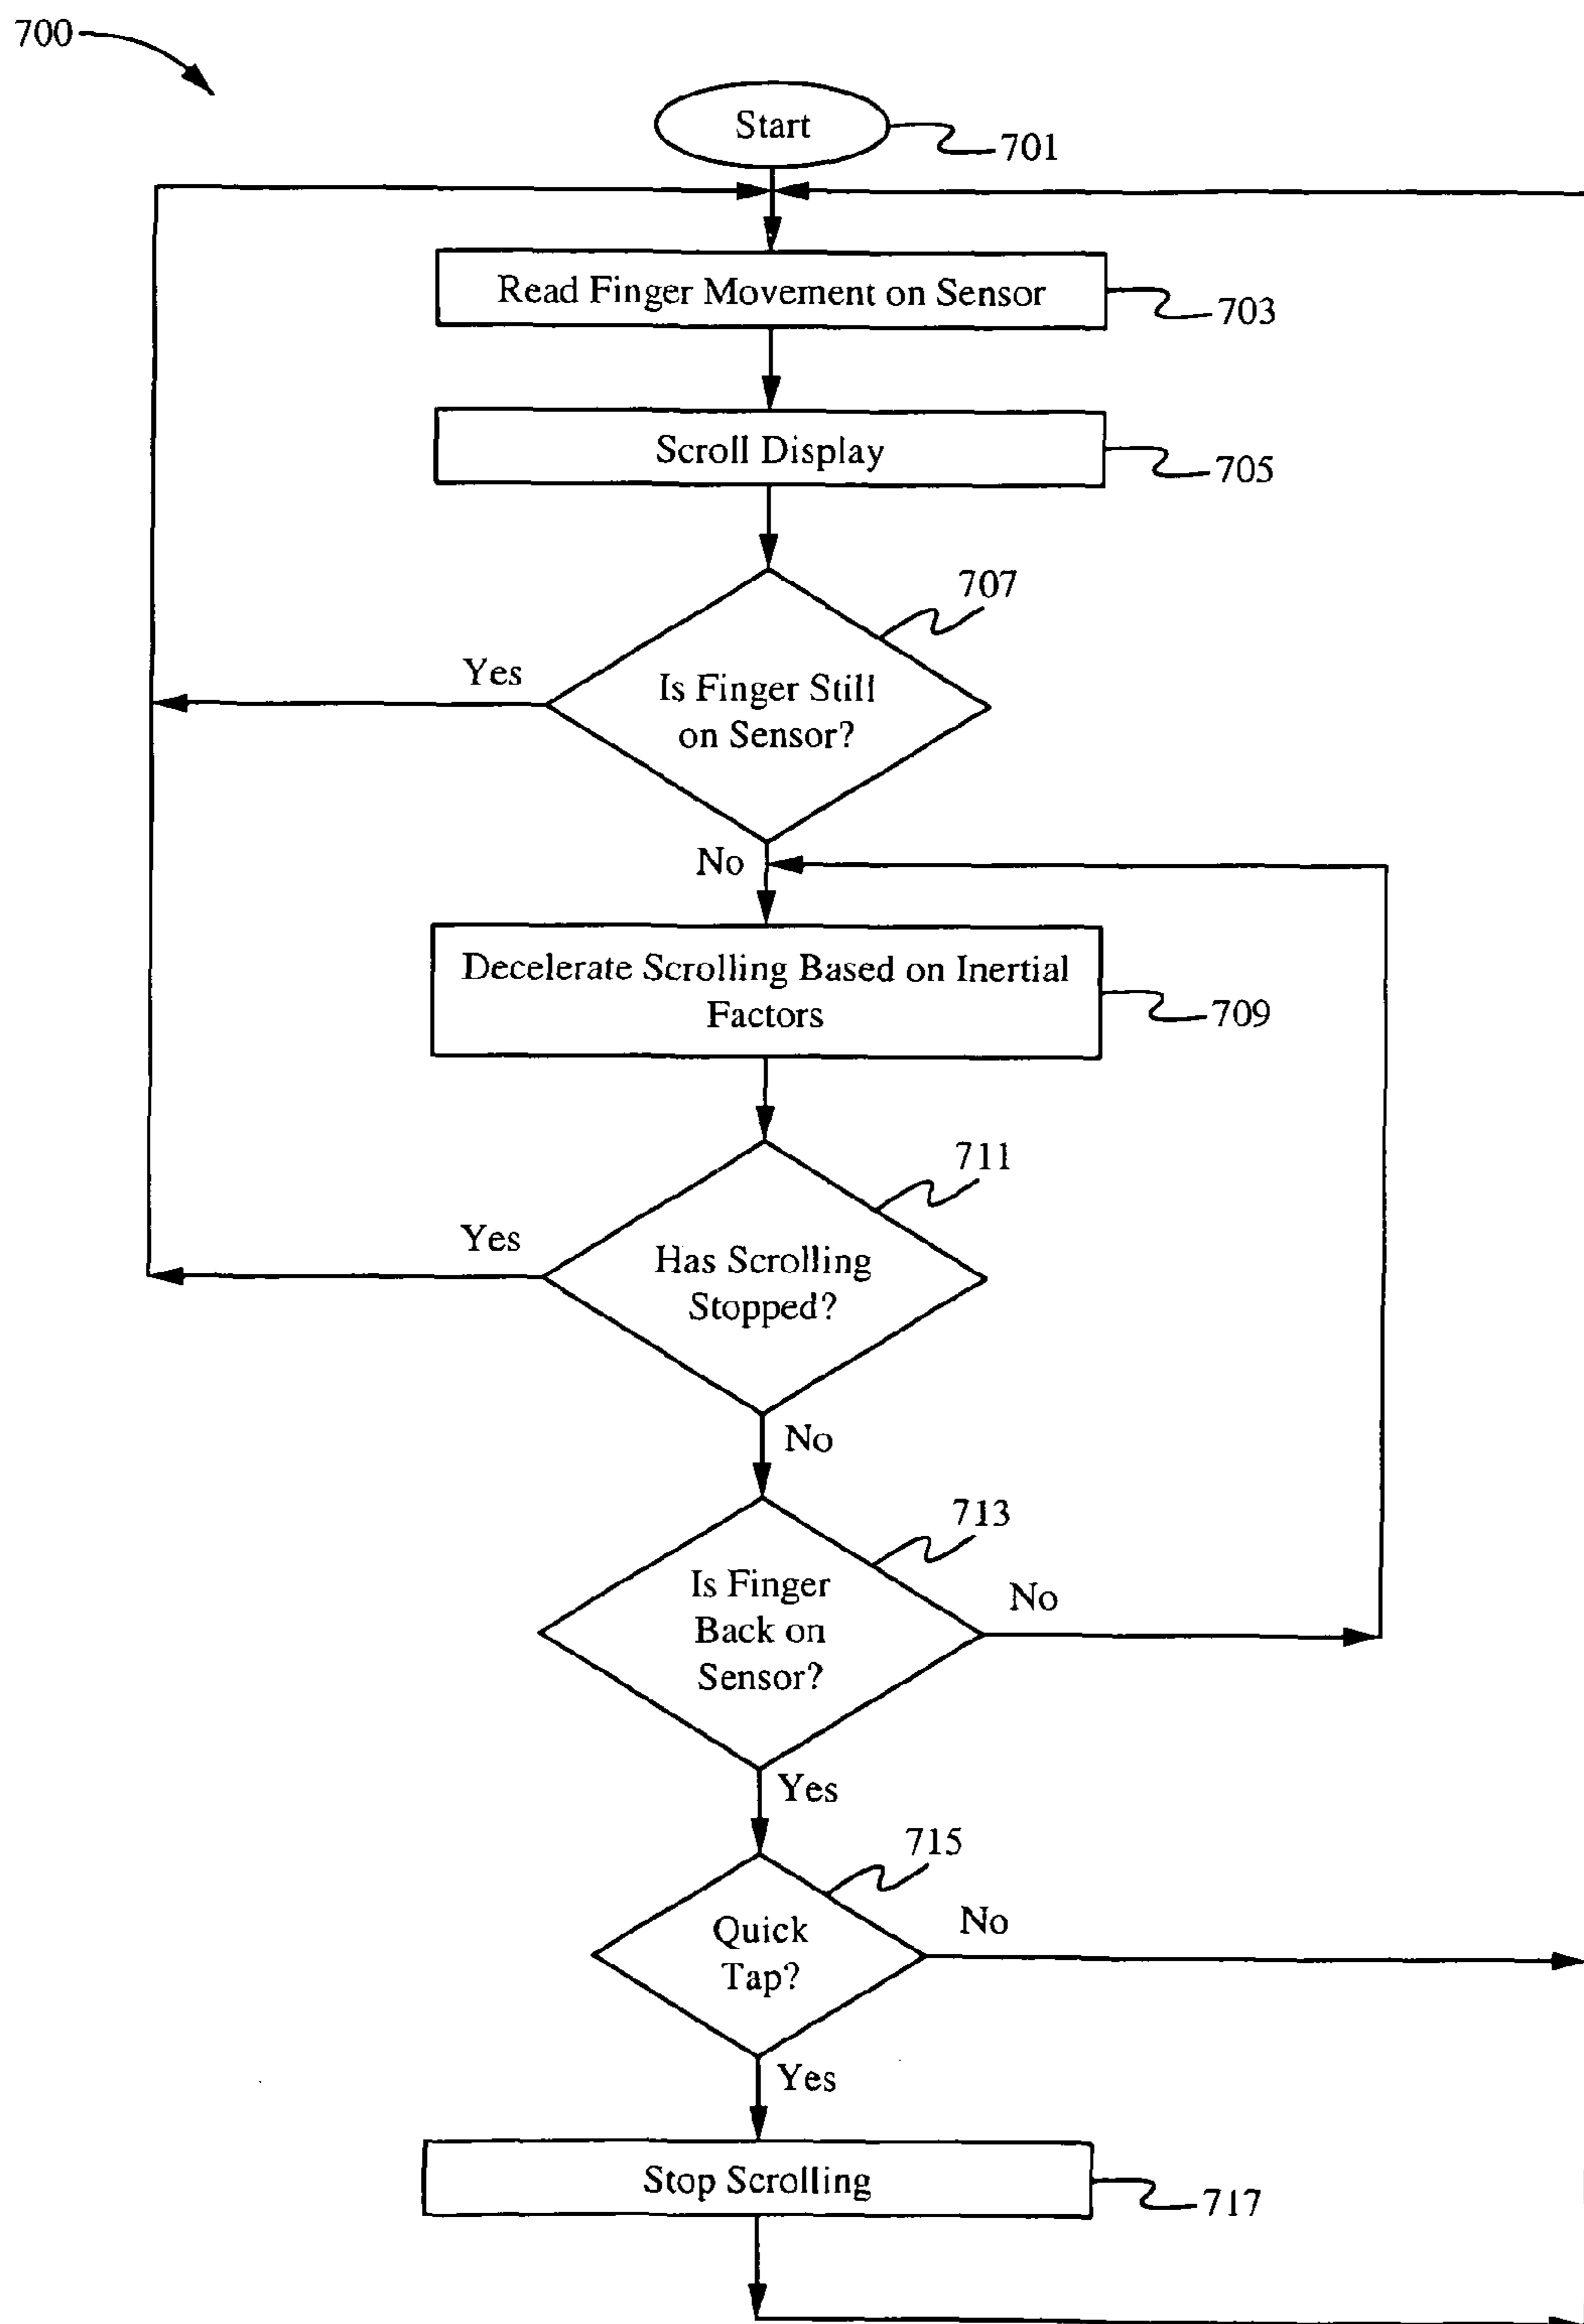 700
Start
701
Read Finger Movement on Sensor
703
Scroll Display
705
707
Yes
Is Finger Still
on Sensor?
No
Decelerate Scrolling Based on Inertial
Factors
709
711
Yes
Has Scrolling
Stopped?
No
713
Is Finger
Back on
Sensor?
No
Yes
715
Quick
Tap?
No
Yes
Stop Scrolling
717